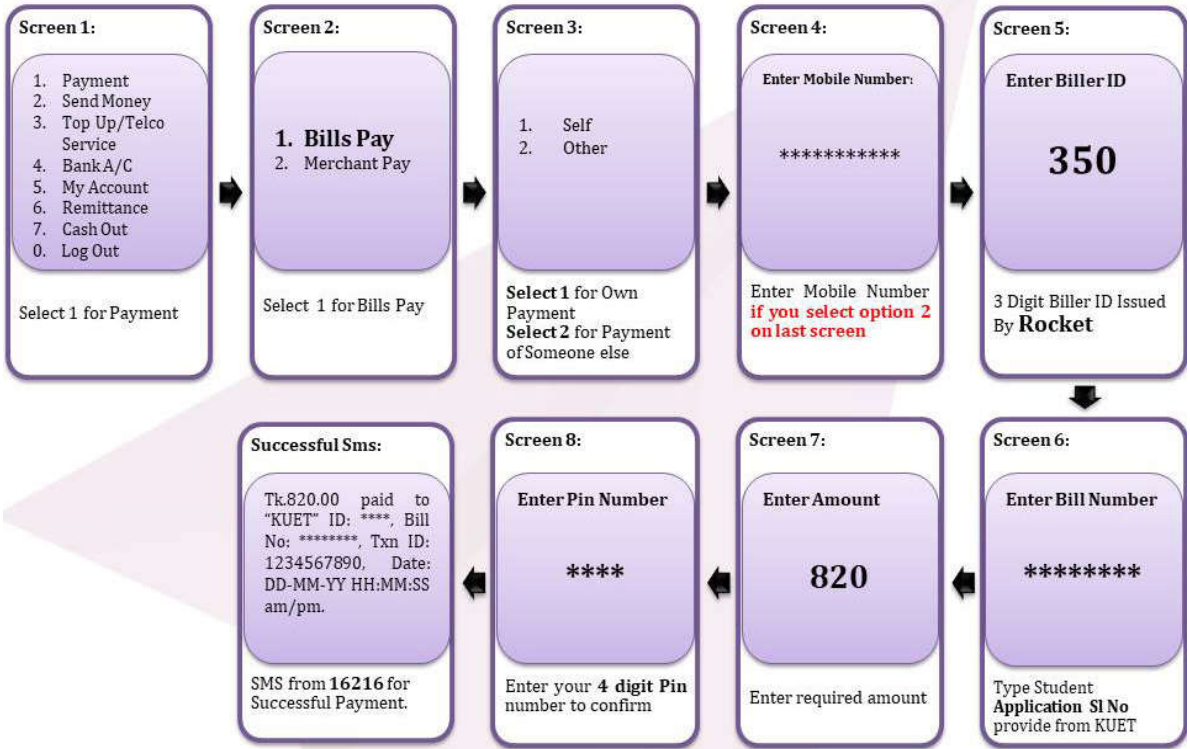 Screen 1:
1. Payment
2. Send Money
3. Top Up/Telco
Service
4. Bank A/C
5. My Account
6. Remittance
7. Cash Out
0. Log Out
Select 1 for Payment
Screen 2:
1. Bills Pay
2. Merchant Pay
Select 1 for Bills Pay
Screen 3:
1. Self
2. Other
Select 1 for Own
Payment
Select 2 for Payment
of Someone else
Screen 4:
Enter Mobile Number:
***********
Enter Mobile Number
if you select option 2
on last screen
Screen 5:
Enter Biller ID
350
3 Digit Biller ID Issued
By Rocket
Screen 6:
Enter Bill Number
********
Type Student
Application Sl No
provide from KUET
Screen 7:
Enter Amount
820
Enter required amount
Screen 8:
Enter Pin Number
****
Enter your 4 digit Pin
number to confirm
Successful Sms:
Tk.820.00 paid to
“KUET” ID: ****, Bill
No: ********, Txn ID:
1234567890, Date:
DD-MM-YY HH:MM:SS
am/pm.
SMS from 16216 for
Successful Payment.